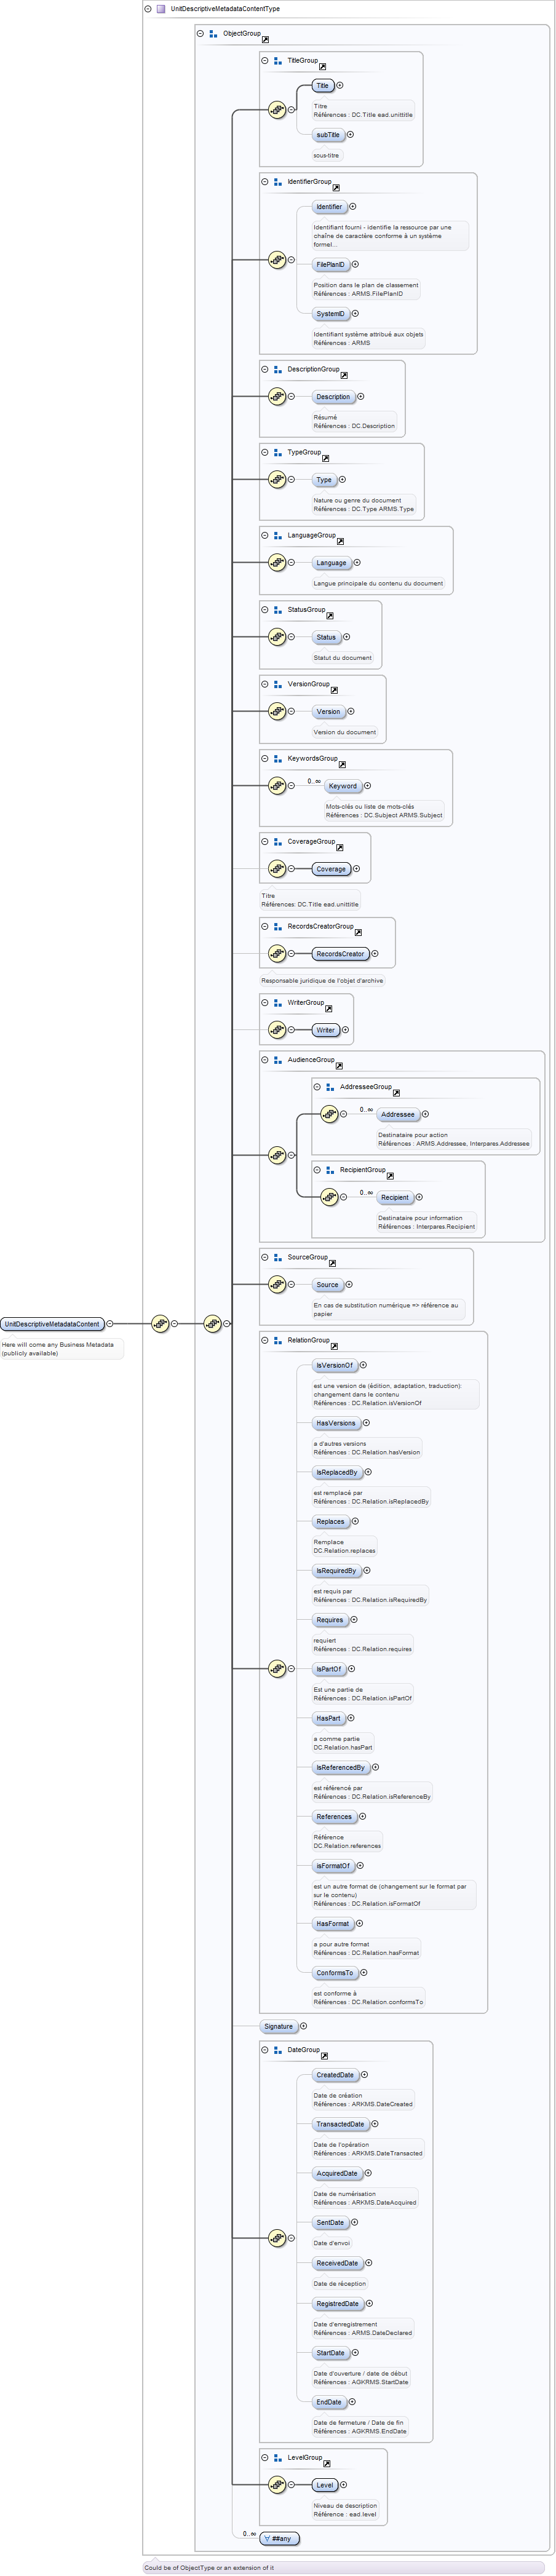 UnitDescriptiveMetadataContentType
ObjectGroup
TitleGroup
Title
Titre
Références : DC.Title ead.unittitle
subTitle
sous-titre
IdentifierGroup
Identifier
Identifiant fourni - identifie la ressource par une
chaîne de caractère conforme à un système
formel...
FilePlanID
Position dans le plan de classement
Références : ARMS.FilePlanID
SystemID
Identifiant système attribué aux objets
Références : ARMS
DescriptionGroup
Description
Résumé
Références : DC.Description
TypeGroup
Type
Nature ou genre du document
Références : DC.Type ARMS.Type
LanguageGroup
Language
Langue principale du contenu du document
StatusGroup
Status
Statut du document
VersionGroup
Version
Version du document
KeywordsGroup
0..∞
Keyword
Mots-clés ou liste de mots-clés
Références : DC.Subject ARMS.Subject
CoverageGroup
Coverage
Titre
Références: DC.Title ead.unittitle
RecordsCreatorGroup
RecordsCreator
Responsable juridique de l'objet d'archive
WriterGroup
Writer
AudienceGroup
AddresseeGroup
0..∞
Addressee
Destinataire pour action
Références : ARMS.Addressee, Interpares.Addressee
RecipientGroup
0..∞
Recipient
Destinataire pour information
Références : Interpares.Recipient
SourceGroup
Source
En cas de substitution numérique => référence au
papier
UnitDescriptiveMetadataContent
Here will come any Business Metadata
(publicly available)
RelationGroup
IsVersionOf
est une version de (édition, adaptation, traduction):
changement dans le contenu
Références : DC.Relation.isVersionOf
HasVersions
a d'autres versions
Références : DC.Relation.hasVersion
IsReplacedBy
est remplacé par
Références : DC.Relation.isReplacedBy
Replaces
Remplace
DC.Relation.replaces
IsRequiredBy
est requis par
Références : DC.Relation.isRequiredBy
Requires
requiert
Références : DC.Relation.requires
IsPartOf
Est une partie de
Références : DC.Relation.isPartOf
HasPart
a comme partie
DC.Relation.hasPart
IsReferencedBy
est référencé par
Références : DC.Relation.isReferenceBy
References
Référence
DC.Relation.references
isFormatOf
est un autre format de (changement sur le format par
sur le contenu)
Références : DC.Relation.isFormatOf
HasFormat
a pour autre format
Références : DC.Relation.hasFormat
ConformsTo
est conforme à
Références : DC.Relation.conformsTo
Signature
DateGroup
CreatedDate
Date de création
Références : ARKMS.DateCreated
TransactedDate
Date de l'opération
Références : ARKMS.DateTransacted
AcquiredDate
Date de numérisation
Références : ARKMS.DateAcquired
SentDate
Date d'envoi
ReceivedDate
Date de réception
RegistredDate
Date d'enregistrement
Références : ARMS.DateDeclared
StartDate
Date d'ouverture / date de début
Références : AGKRMS.StartDate
EndDate
Date de fermeture / Date de fin
Références : AGKRMS.EndDate
LevelGroup
Level
Niveau de description
Référence : ead.level
0..∞
##any
Could be of ObjectType or an extension of it